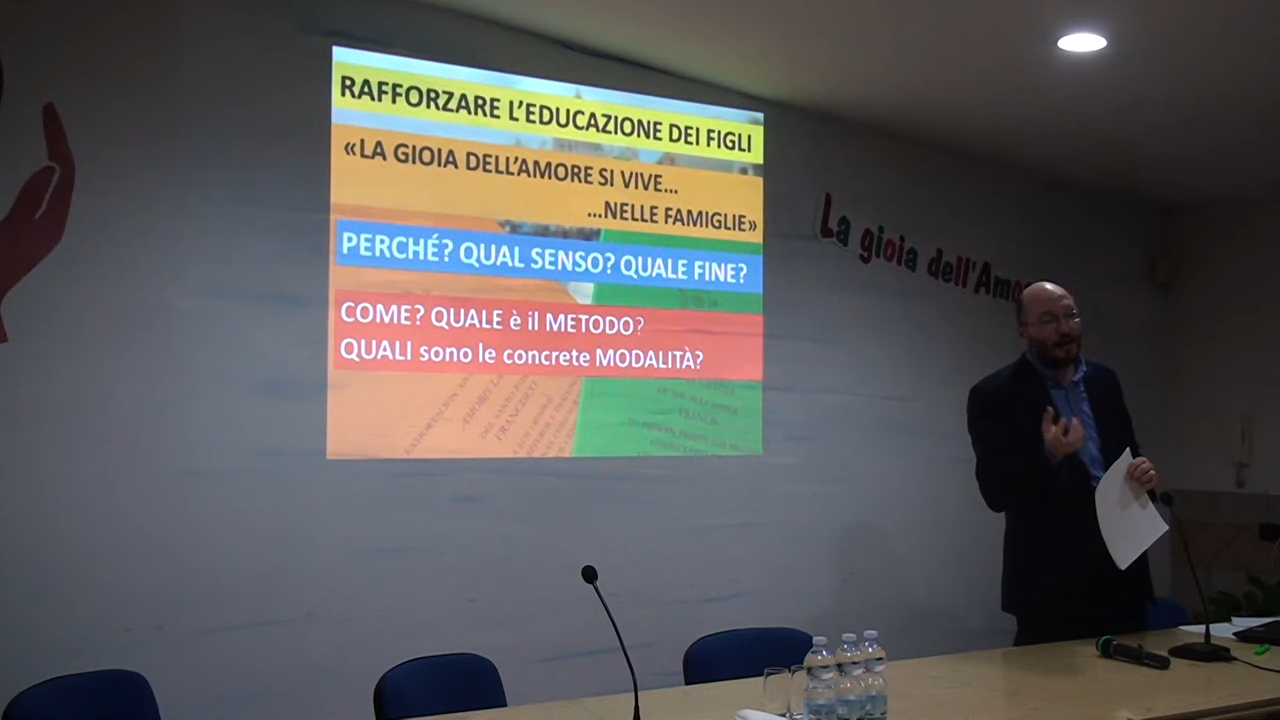 RAFFORZARE L'EDUCAZIONE DEI FIGLI
«LA GIOIA DELL'AMORE SI VIVE...
...NELLE FAMIGLIE»
PERCHÉ? QUAL SENSO? QUALE FINE?
COME? QUALE è il METODO?
QUALI sono le concrete MODALITÀ?
FRANCISCO
La gioia dell'Amo